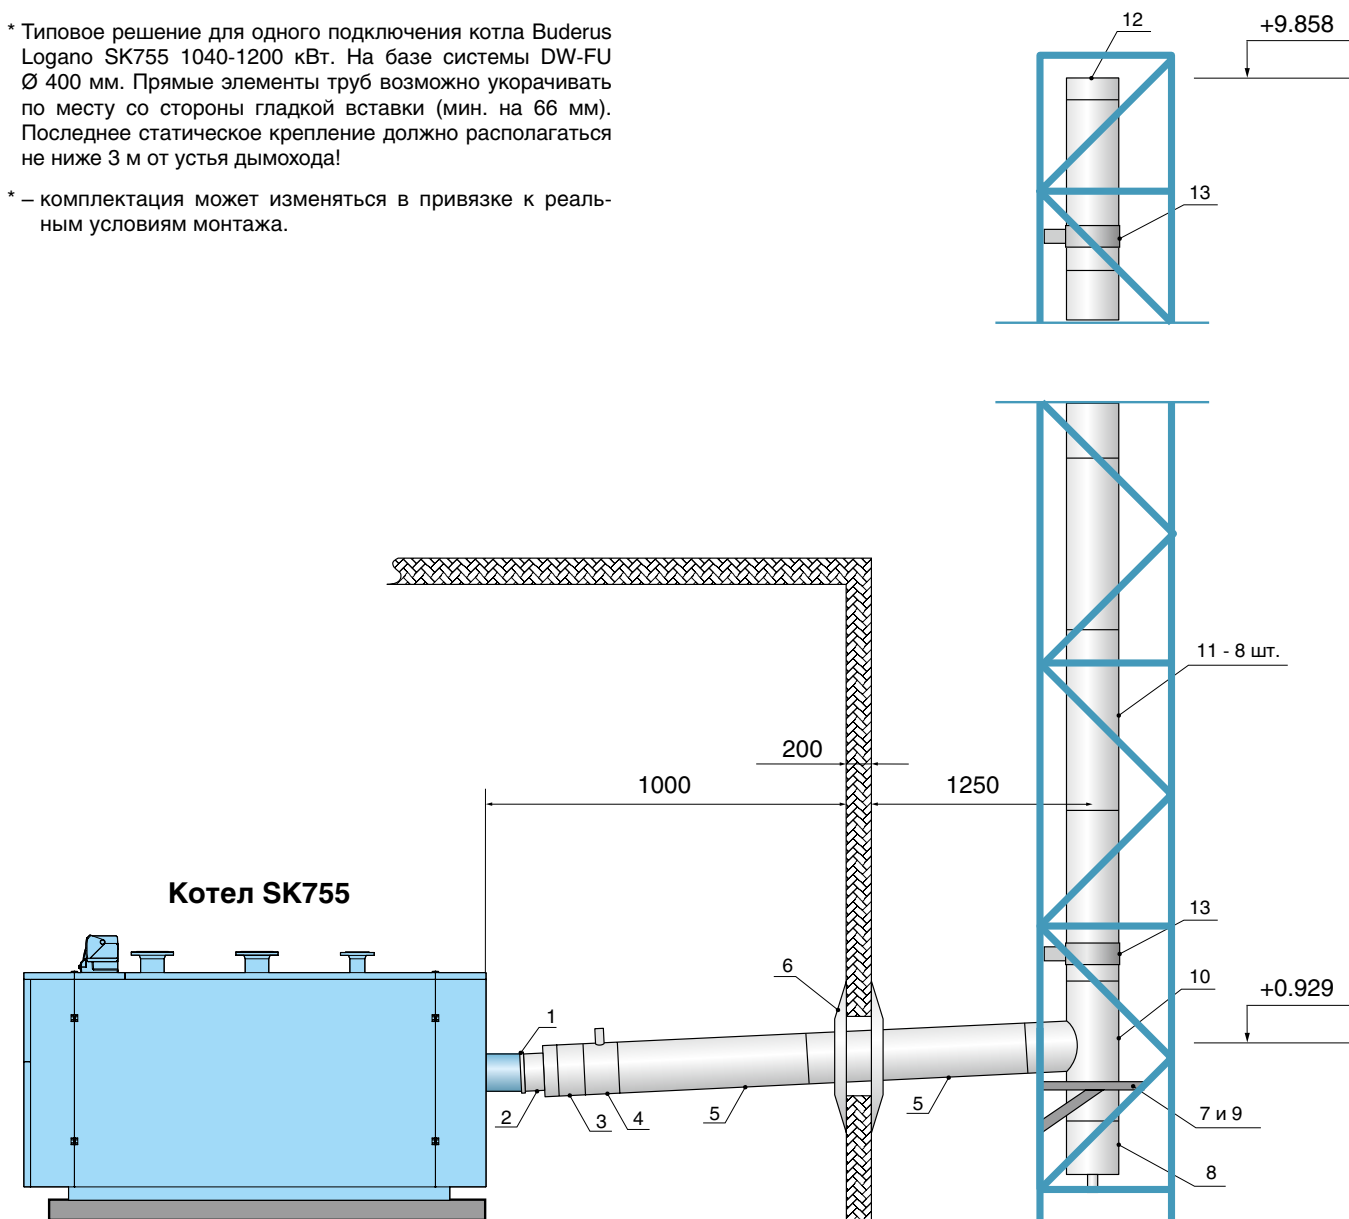 * Типовое решение для одного подключения котла Buderus
Logano SK755 1040-1200 кВт. На базе системы DW-FU
Ø 400 мм. Прямые элементы труб возможно укорачивать
по месту со стороны гладкой вставки (мин. на 66 мм).
Последнее статическое крепление должно располагаться
не ниже 3 м от устья дымохода!
* – комплектация может изменяться в привязке к реаль-
ным условиям монтажа.
12
+9.858
13
11 - 8 шт.
200
1000
1250
Котел SK755
13
6
10
+0.929
1
2
3
4
5
5
7 и 9
8